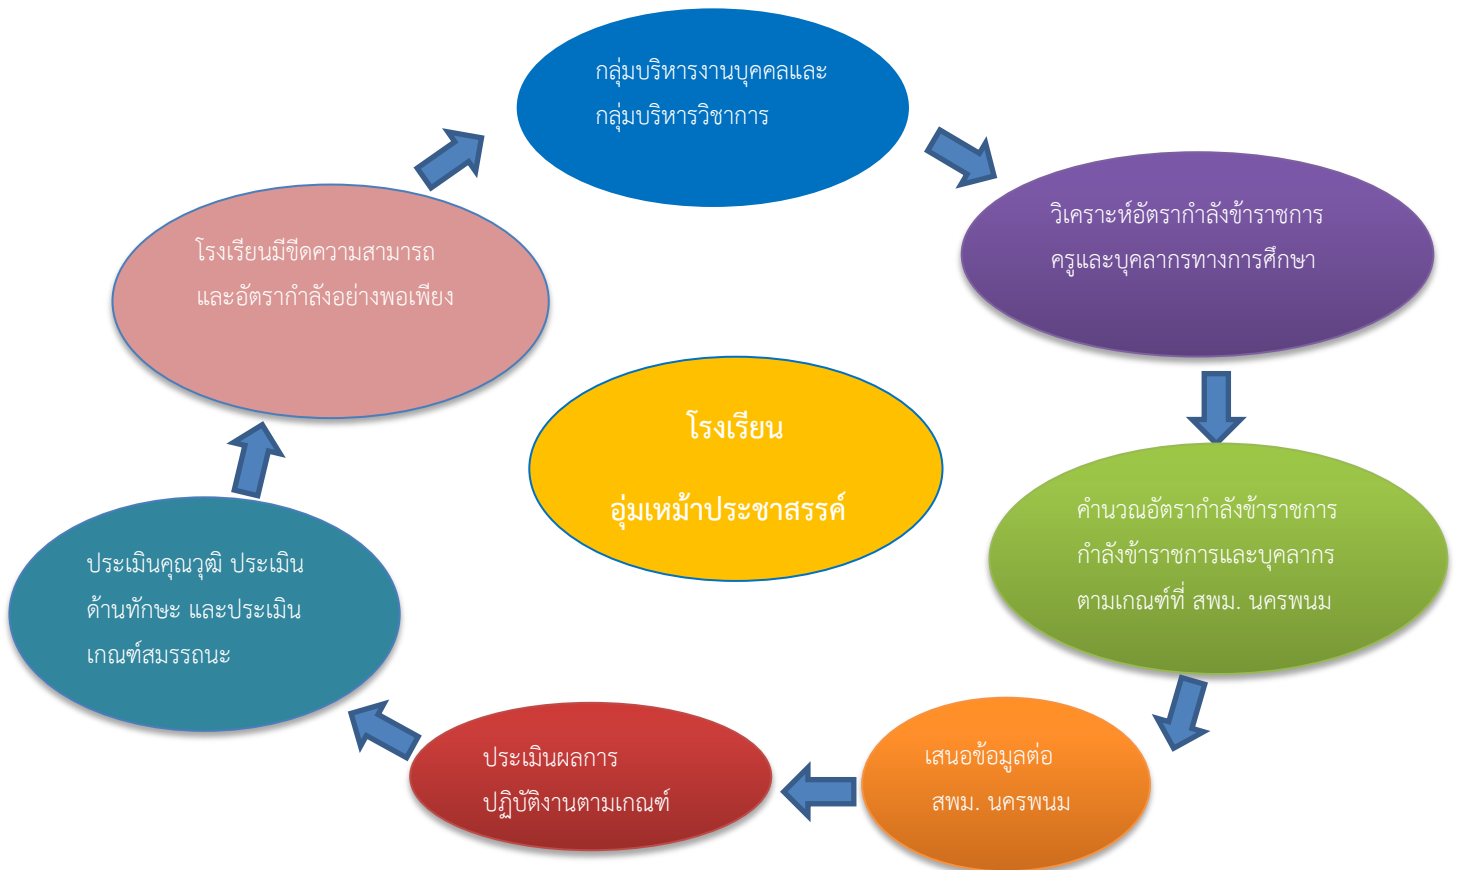 กลุ่มบริหารงานบุคคลและ
กลุ่มบริหารวิชาการ
วิเคราะห์อัตรากำลังข้าราชการ
ครูและบุคลากรทางการศึกษา
คำนวณอัตรากำลังข้าราชการ
กำลังข้าราชการและบุคลากร
ตามเกณฑ์ที่ สพม. นครพนม
เสนอข้อมูลต่อ
สพม. นครพนม
ประเมินผลการ
ปฏิบัติงานตามเกณฑ์
ประเมินคุณวุฒิ ประเมิน
ด้านทักษะ และประเมิน
เกณฑ์สมรรถนะ
โรงเรียนมีขีดความสามารถ
และอัตรากำลังอย่างพอเพียง
โรงเรียน
อุ่มเหม้าประชาสรรค์